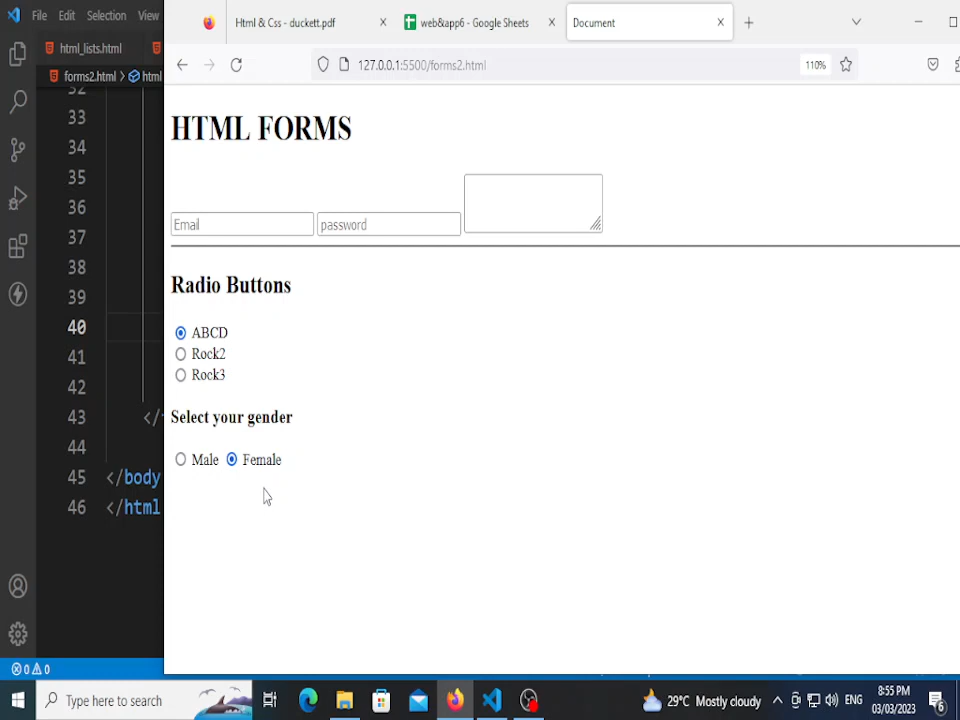 File Edit Selection View
Html & Css - duckett.pdf
web&app6 - Google Sheets
Document
html_lists.html
forms2.html > html
127.0.0.1:5500/forms2.html
110%
32
33
34
35
36
37
38
39
40
41
42
43 </
44
45 </body
46 </html
HTML FORMS
Email
password
Radio Buttons
ABCD
Rock2
Rock3
Select your gender
Male Female
0 0
Type here to search
29°C Mostly cloudy
ENG
8:55 PM
03/03/2023
6